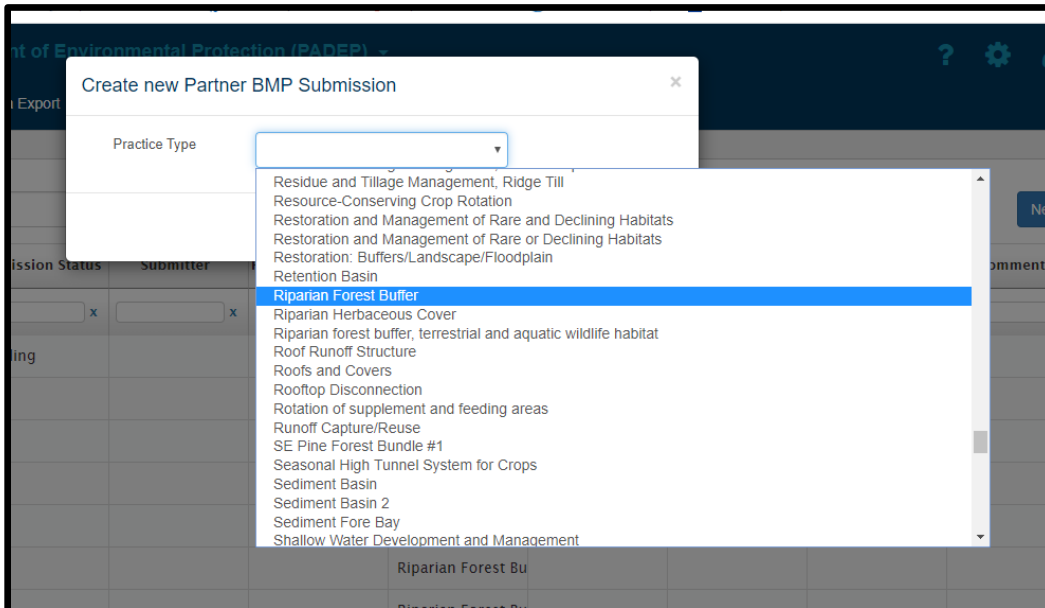 nt of Environmental Protection (PADEP)
?
Export
Create new Partner BMP Submission
×
Practice Type
Residue and Tillage Management, Ridge Till
Resource-Conserving Crop Rotation
Restoration and Management of Rare and Declining Habitats
Restoration and Management of Rare or Declining Habitats
Restoration: Buffers/Landscape/Floodplain
Retention Basin
Riparian Forest Buffer
Riparian Herbaceous Cover
Riparian forest buffer, terrestrial and aquatic wildlife habitat
Roof Runoff Structure
Roofs and Covers
Rooftop Disconnection
Rotation of supplement and feeding areas
Runoff Capture/Reuse
SE Pine Forest Bundle #1
Seasonal High Tunnel System for Crops
Sediment Basin
Sediment Basin 2
Sediment Fore Bay
Shallow Water Development and Management
Ne
ission Status Submitter omment
x x
ling
Riparian Forest Bu